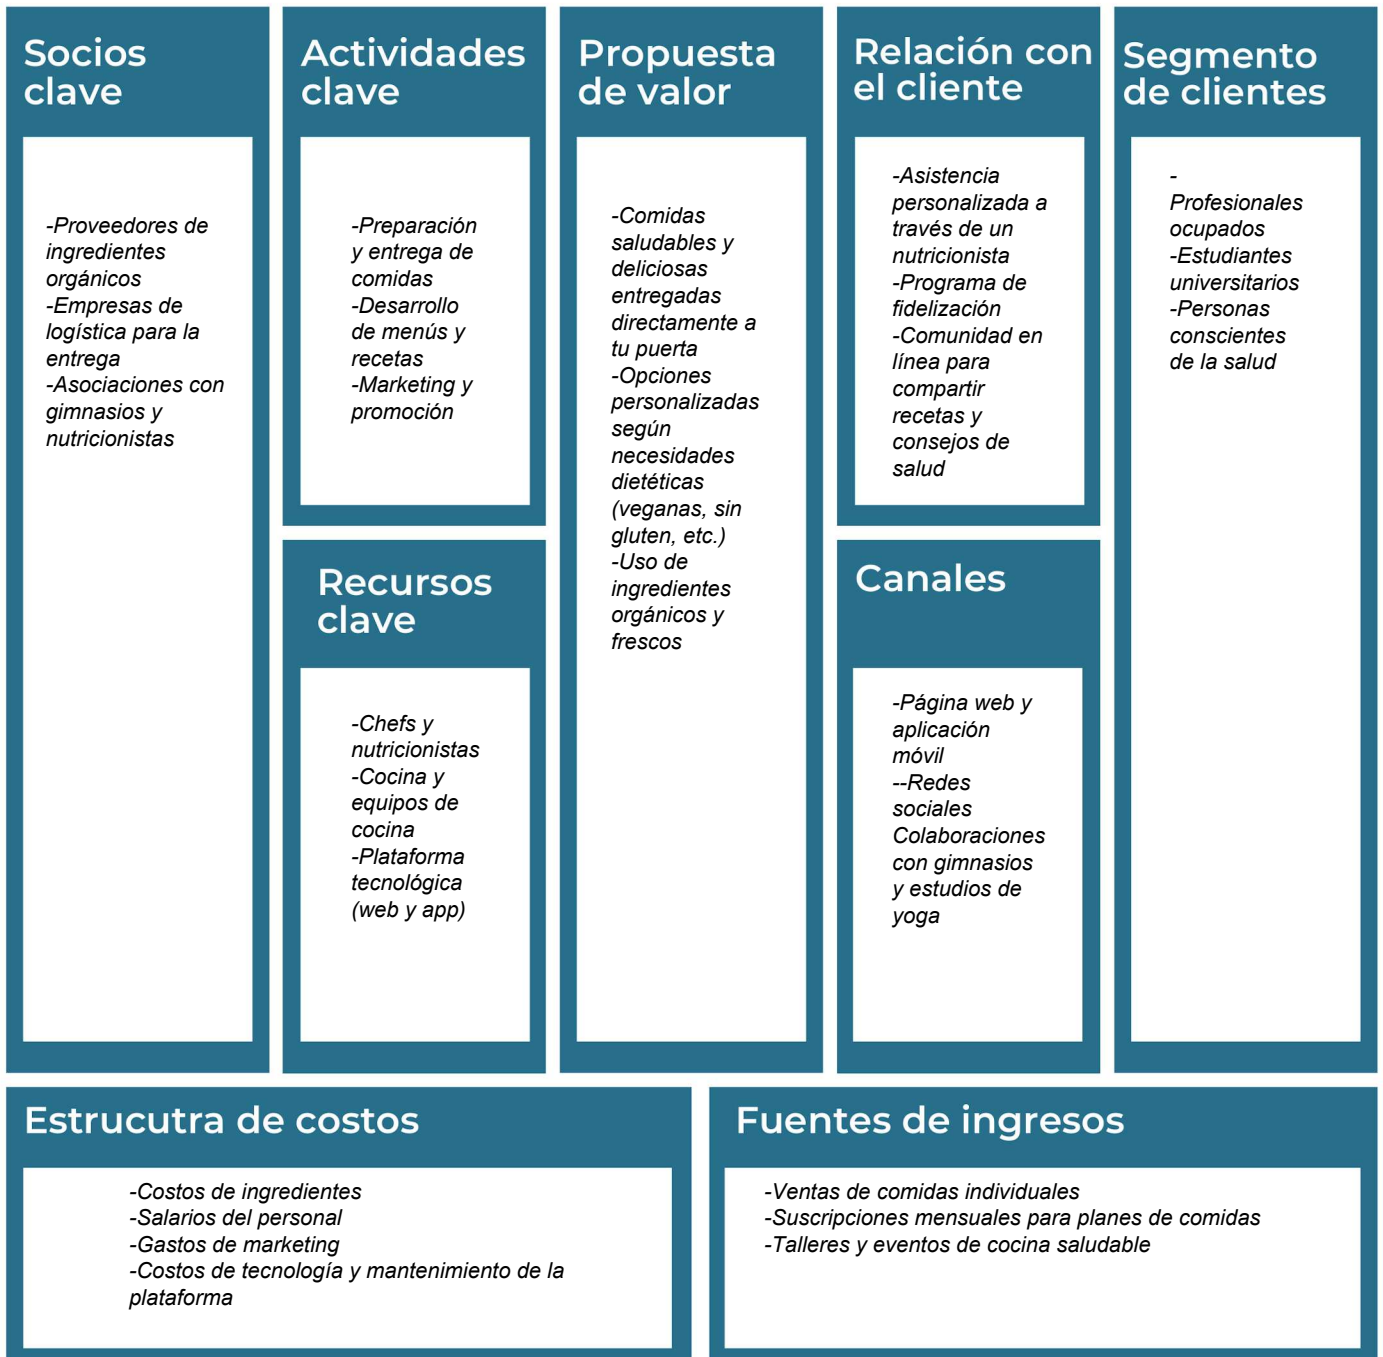 Socios
clave
-Proveedores de
ingredientes
orgánicos
-Empresas de
logística para la
entrega
-Asociaciones con
gimnasios y
nutricionistas
Actividades
clave
-Preparación
y entrega de
comidas
-Desarrollo
de menús y
recetas
-Marketing y
promoción
Recursos
clave
-Chefs y
nutricionistas
-Cocina y
equipos de
cocina
-Plataforma
tecnológica
(web y app)
Propuesta
de valor
-Comidas
saludables y
deliciosas
entregadas
directamente a
tu puerta
-Opciones
personalizadas
según
necesidades
dietéticas
(veganas, sin
gluten, etc.)
-Uso de
ingredientes
orgánicos y
frescos
Relación con
el cliente
-Asistencia
personalizada a
través de un
nutricionista
-Programa de
fidelización
-Comunidad en
línea para
compartir
recetas y
consejos de
salud
Canales
-Página web y
aplicación
móvil
--Redes
sociales
Colaboraciones
con gimnasios
y estudios de
yoga
Segmento
de clientes
-
Profesionales
ocupados
-Estudiantes
universitarios
-Personas
conscientes
de la salud
Estrucutra de costos
-Costos de ingredientes
-Salarios del personal
-Gastos de marketing
-Costos de tecnología y mantenimiento de la
plataforma
Fuentes de ingresos
-Ventas de comidas individuales
-Suscripciones mensuales para planes de comidas
-Talleres y eventos de cocina saludable